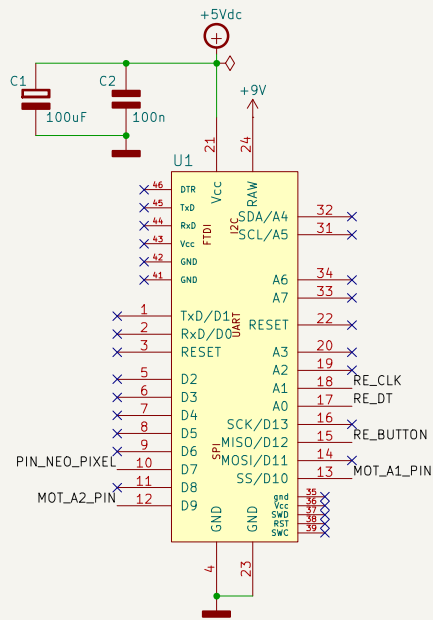 +5Vdc
C1
100uF
C2
100n
+9V
21
24
U1
Vcc
RAW
46 DTR
45 TxD
44 RxD
43 Vcc
42 GND
41 GND
FTDI
I2C
SDA/A4 32
SCL/A5 31
A6 34
A7 33
1 TxD/D1
2 RxD/D0
3 RESET
UART
RESET 22
A3 20
A2 19
A1 18 RE_CLK
A0 17 RE_DT
5 D2
6 D3
7 D4
8 D5
9 D6
PIN_NEO_PIXEL 10 D7
11 D8
MOT_A2_PIN 12 D9
SPI
SCK/D13 16
MISO/D12 15 RE_BUTTON
MOSI/D11 14
SS/D10 13 MOT_A1_PIN
gnd 35
Vcc 36
SWD 37
RST 38
SWC 39
GND
GND
4
23